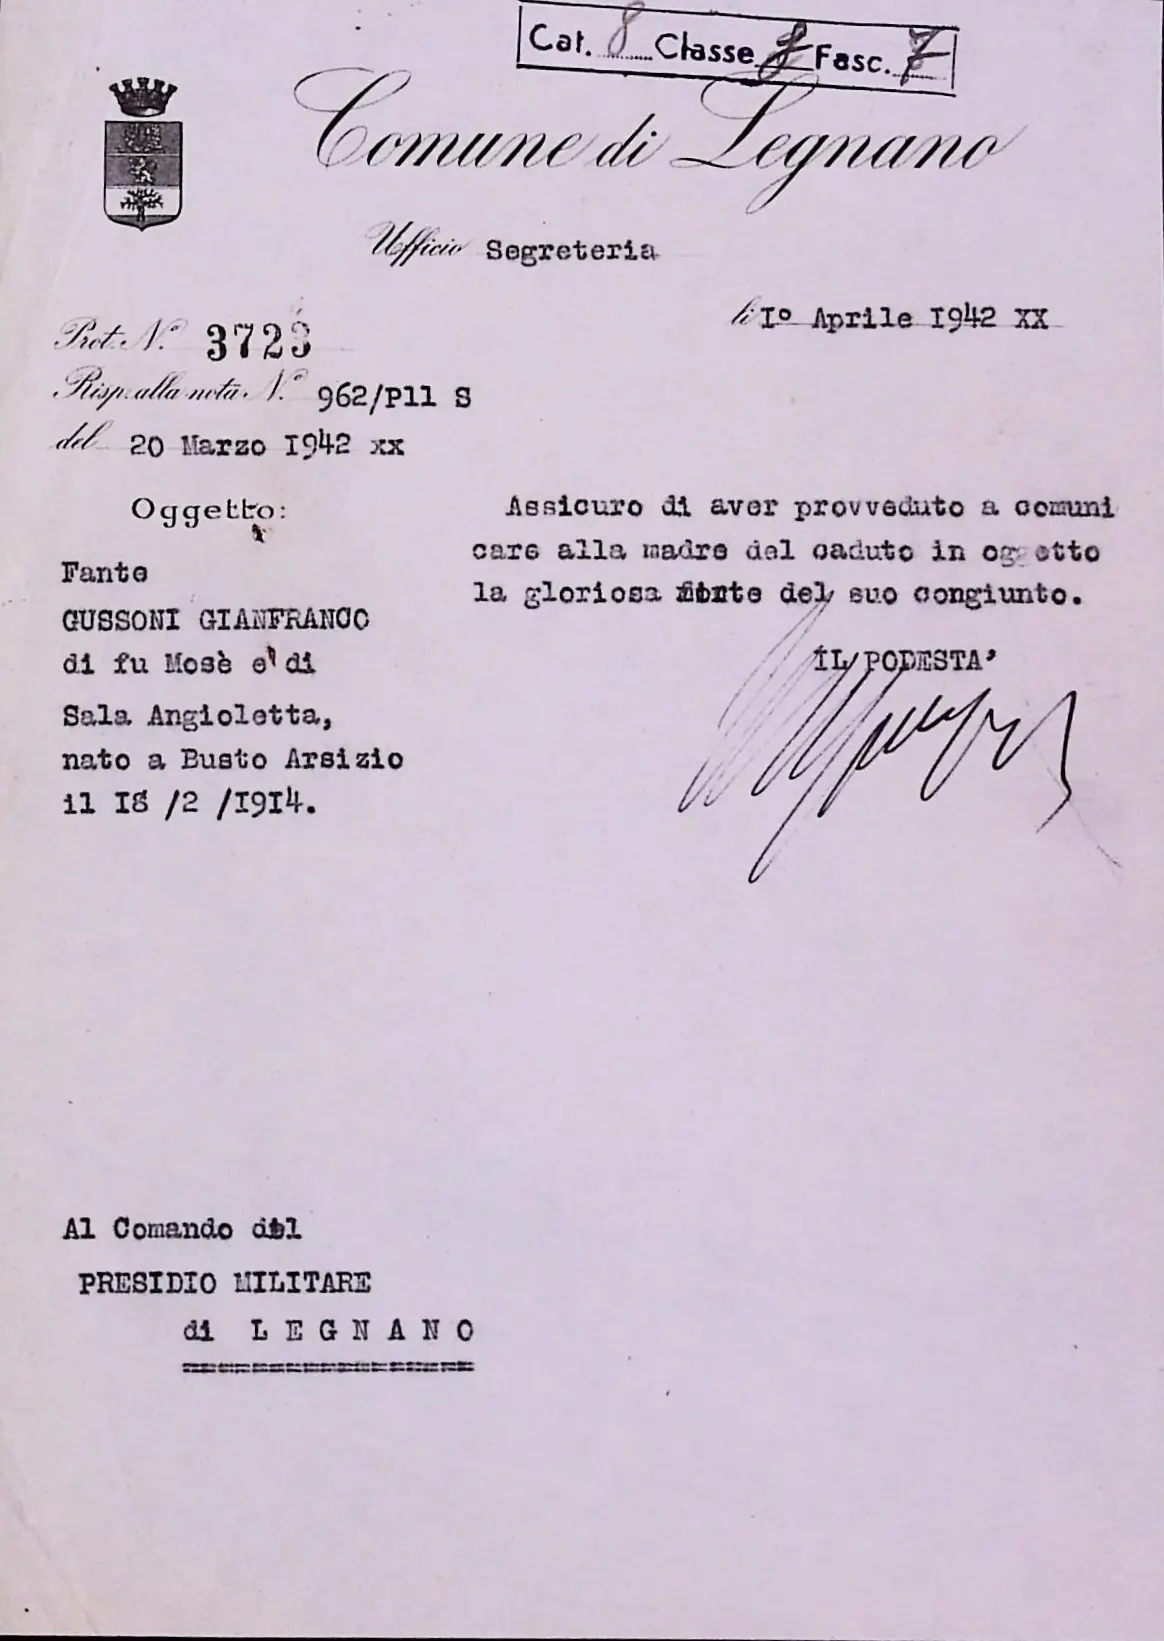 Cat. 8 Classe Fasc. 7
Comune di Legnano
Ufficio Segreteria
li I° Aprile 1942 XX
Prot. N.° 3723
Risp. alla nota N.° 962/P11 S
del 20 Marzo 1942 XX
Oggetto:
Fante
GUSSONI GIANFRANCO
di fu Mosè e di
Sala Angioletta,
nato a Busto Arsizio
il 18 /2 /1914.
Assicuro di aver provveduto a comuni
care alla madre del caduto in oggetto
la gloriosa morte del suo congiunto.
IL PODESTA'
Al Comando del
PRESIDIO MILITARE
di LEGNANO